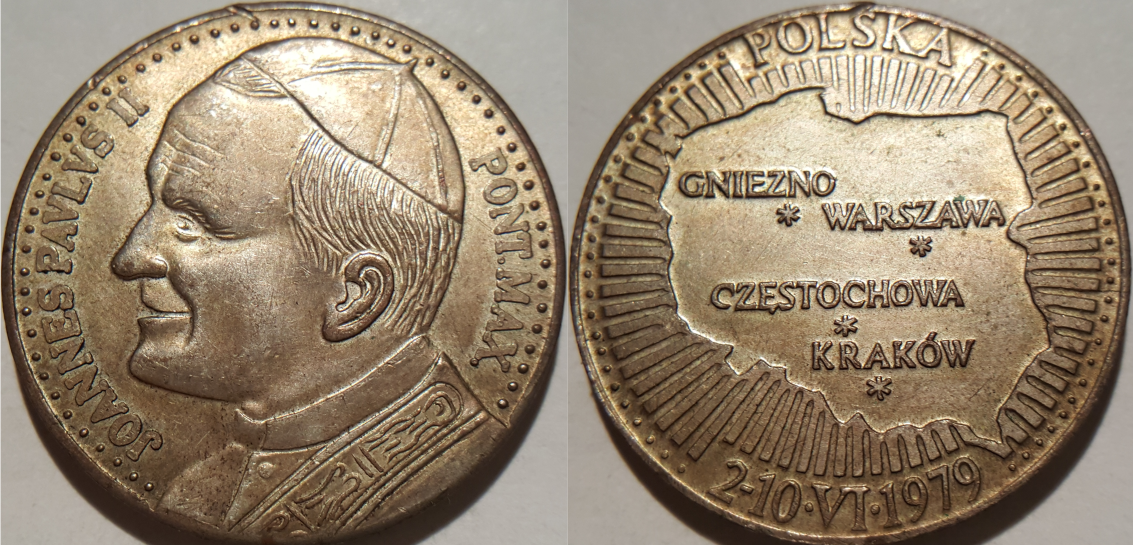 JOANNES PAVLVS II
PONT. MAX
POLSKA
GNIEZNO
WARSZAWA
CZĘSTOCHOWA
KRAKÓW
2-10·VI·1979